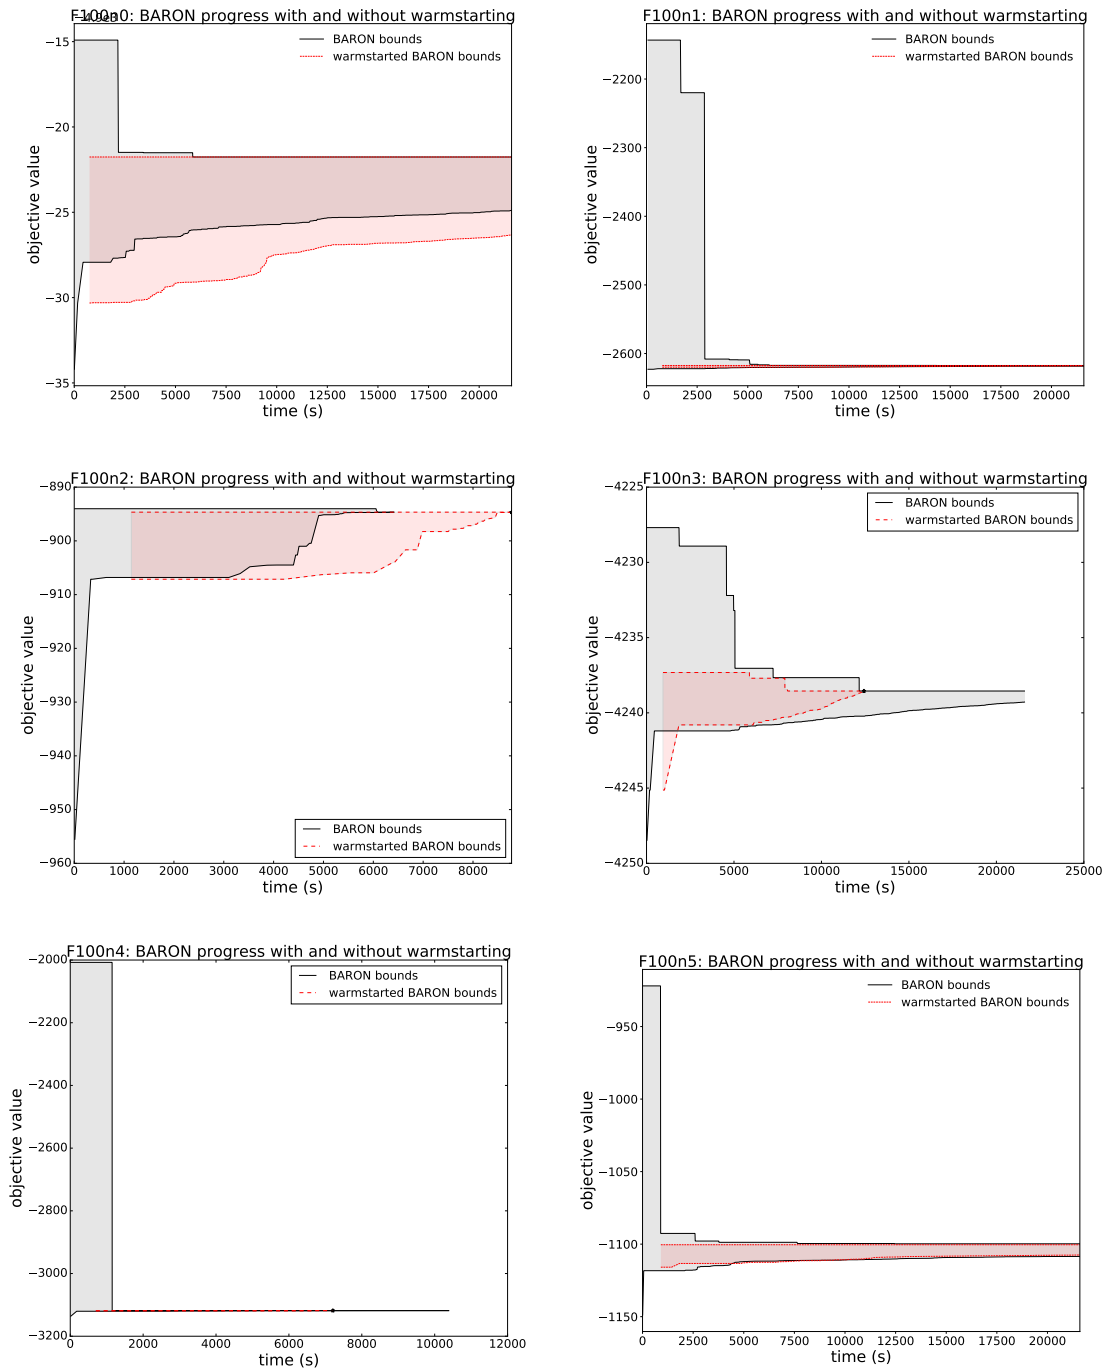 F100n0: BARON progress with and without warmstarting
BARON bounds
warmstarted BARON bounds
−15
−20
−25
−30
−35
objective value
0 2500 5000 7500 10000 12500 15000 17500 20000
time (s)
F100n1: BARON progress with and without warmstarting
BARON bounds
warmstarted BARON bounds
−2200
−2300
−2400
−2500
−2600
objective value
0 2500 5000 7500 10000 12500 15000 17500 20000
time (s)
F100n2: BARON progress with and without warmstarting
−890
−900
−910
−920
−930
−940
−950
−960
objective value
BARON bounds
warmstarted BARON bounds
0 1000 2000 3000 4000 5000 6000 7000 8000
time (s)
F100n3: BARON progress with and without warmstarting
BARON bounds
warmstarted BARON bounds
−4225
−4230
−4235
−4240
−4245
−4250
objective value
0 5000 10000 15000 20000 25000
time (s)
F100n4: BARON progress with and without warmstarting
BARON bounds
warmstarted BARON bounds
−2000
−2200
−2400
−2600
−2800
−3000
−3200
objective value
0 2000 4000 6000 8000 10000 12000
time (s)
F100n5: BARON progress with and without warmstarting
BARON bounds
warmstarted BARON bounds
−950
−1000
−1050
−1100
−1150
objective value
0 2500 5000 7500 10000 12500 15000 17500 20000
time (s)